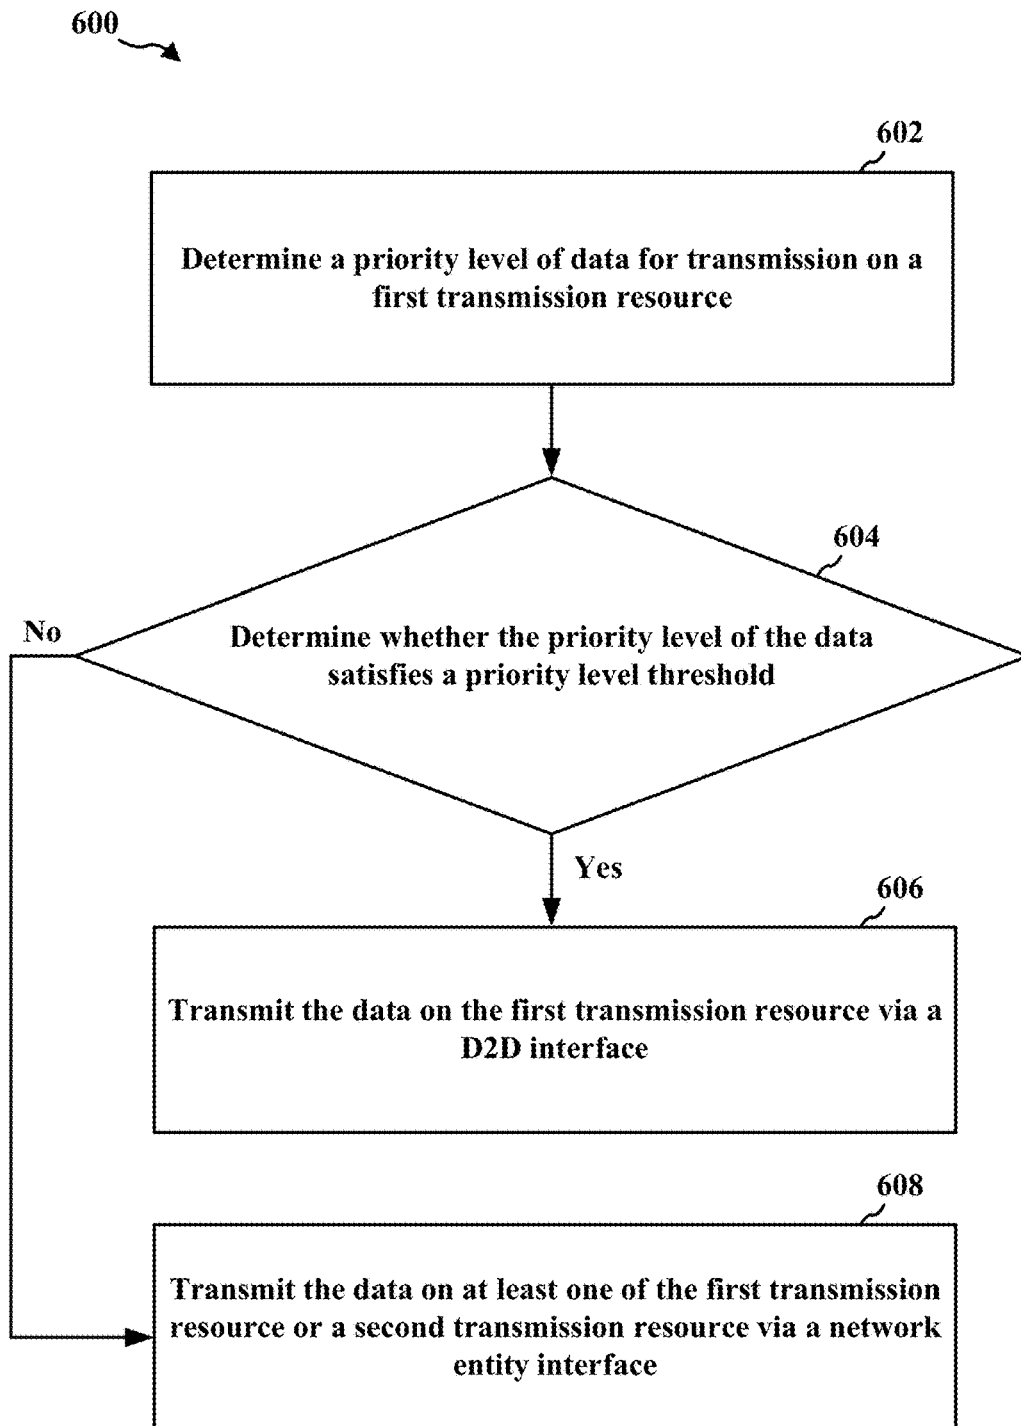 600
602
Determine a priority level of data for transmission on a
first transmission resource
604
No
Determine whether the priority level of the data
satisfies a priority level threshold
Yes
606
Transmit the data on the first transmission resource via a
D2D interface
608
Transmit the data on at least one of the first transmission
resource or a second transmission resource via a network
entity interface